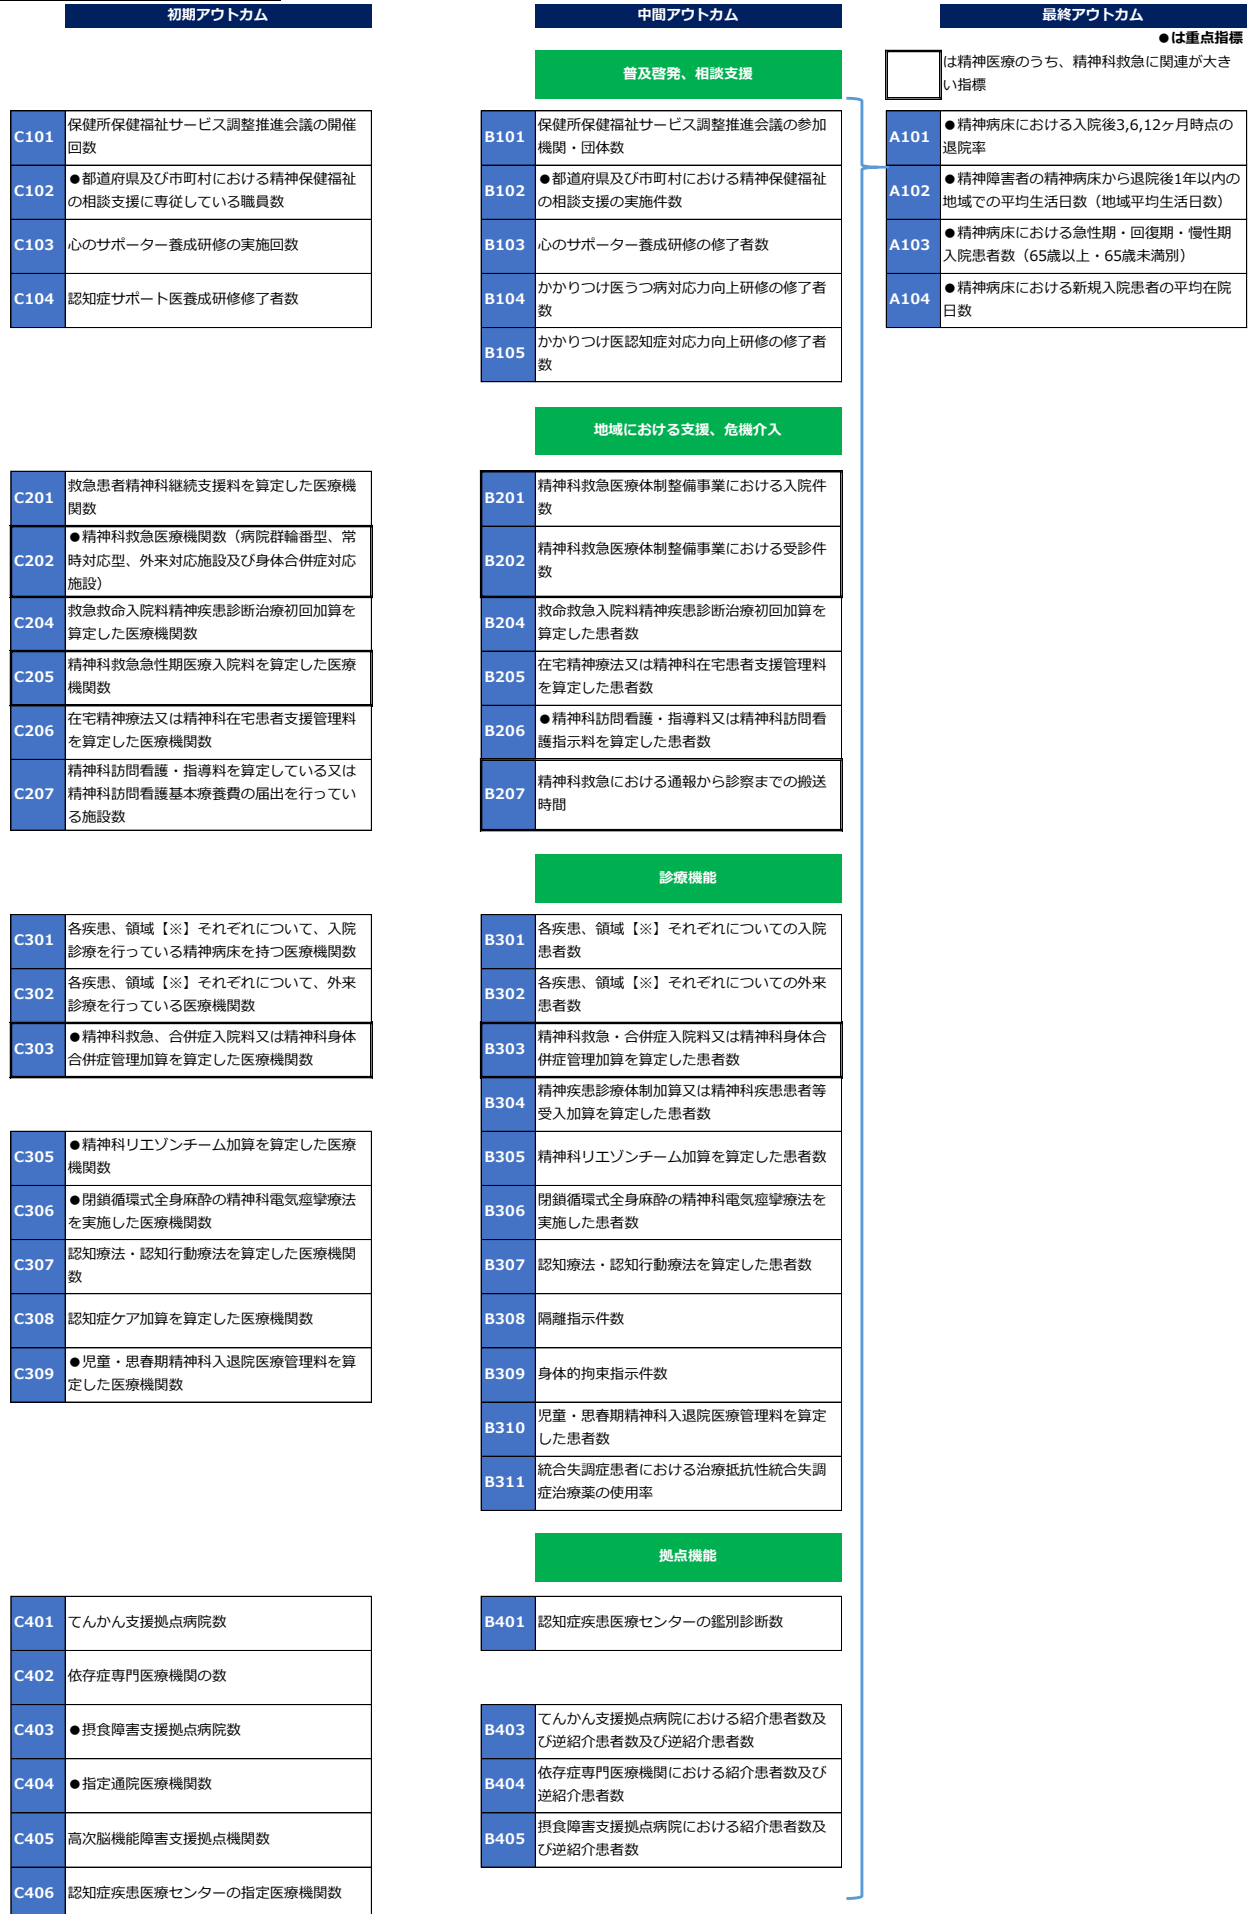 初期アウトカム
中間アウトカム
最終アウトカム
●は重点指標
普及啓発、相談支援
は精神医療のうち、精神科救急に関連が大き
い指標
C101
保健所保健福祉サービス調整推進会議の開催
回数
B101
保健所保健福祉サービス調整推進会議の参加
機関・団体数
A101
●精神病床における入院後3,6,12ヶ月時点の
退院率
C102
●都道府県及び市町村における精神保健福祉
の相談支援に専従している職員数
B102
●都道府県及び市町村における精神保健福祉
の相談支援の実施件数
A102
●精神障害者の精神病床から退院後1年以内の
地域での平均生活日数（地域平均生活日数）
C103
心のサポーター養成研修の実施回数
B103
心のサポーター養成研修の修了者数
A103
●精神病床における急性期・回復期・慢性期
入院患者数（65歳以上・65歳未満別）
C104
認知症サポート医養成研修修了者数
B104
かかりつけ医うつ病対応力向上研修の修了者
数
A104
●精神病床における新規入院患者の平均在院
日数
B105
かかりつけ医認知症対応力向上研修の修了者
数
地域における支援、危機介入
C201
救急患者精神科継続支援料を算定した医療機
関数
B201
精神科救急医療体制整備事業における入院件
数
C202
●精神科救急医療機関数（病院群輪番型、常
時対応型、外来対応施設及び身体合併症対応
施設）
B202
精神科救急医療体制整備事業における受診件
数
C204
救急救命入院料精神疾患診断治療初回加算を
算定した医療機関数
B204
救命救急入院料精神疾患診断治療初回加算を
算定した患者数
C205
精神科救急急性期医療入院料を算定した医療
機関数
B205
在宅精神療法又は精神科在宅患者支援管理料
を算定した患者数
C206
在宅精神療法又は精神科在宅患者支援管理料
を算定した医療機関数
B206
●精神科訪問看護・指導料又は精神科訪問看
護指示料を算定した患者数
C207
精神科訪問看護・指導料を算定している又は
精神科訪問看護基本療養費の届出を行ってい
る施設数
B207
精神科救急における通報から診察までの搬送
時間
診療機能
C301
各疾患、領域【※】それぞれについて、入院
診療を行っている精神病床を持つ医療機関数
B301
各疾患、領域【※】それぞれについての入院
患者数
C302
各疾患、領域【※】それぞれについて、外来
診療を行っている医療機関数
B302
各疾患、領域【※】それぞれについての外来
患者数
C303
●精神科救急、合併症入院料又は精神科身体
合併症管理加算を算定した医療機関数
B303
精神科救急・合併症入院料又は精神科身体合
併症管理加算を算定した患者数
B304
精神疾患診療体制加算又は精神科疾患患者等
受入加算を算定した患者数
C305
●精神科リエゾンチーム加算を算定した医療
機関数
B305
精神科リエゾンチーム加算を算定した患者数
C306
●閉鎖循環式全身麻酔の精神科電気痙攣療法
を実施した医療機関数
B306
閉鎖循環式全身麻酔の精神科電気痙攣療法を
実施した患者数
C307
認知療法・認知行動療法を算定した医療機関
数
B307
認知療法・認知行動療法を算定した患者数
C308
認知症ケア加算を算定した医療機関数
B308
隔離指示件数
C309
●児童・思春期精神科入退院医療管理料を算
定した医療機関数
B309
身体的拘束指示件数
B310
児童・思春期精神科入退院医療管理料を算定
した患者数
B311
統合失調症患者における治療抵抗性統合失調
症治療薬の使用率
拠点機能
C401
てんかん支援拠点病院数
B401
認知症疾患医療センターの鑑別診断数
C402
依存症専門医療機関の数
C403
●摂食障害支援拠点病院数
B403
てんかん支援拠点病院における紹介患者数及
び逆紹介患者数及び逆紹介患者数
C404
●指定通院医療機関数
B404
依存症専門医療機関における紹介患者数及び
逆紹介患者数
C405
高次脳機能障害支援拠点機関数
B405
摂食障害支援拠点病院における紹介患者数及
び逆紹介患者数
C406
認知症疾患医療センターの指定医療機関数